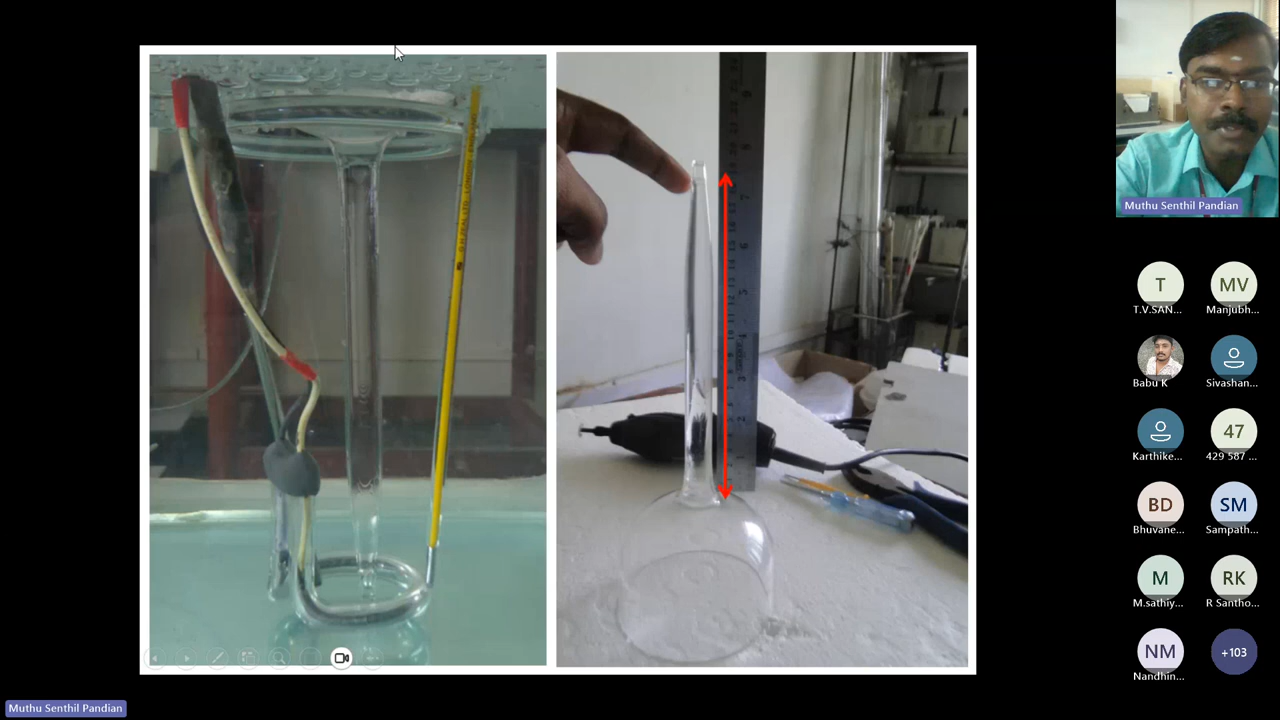 Muthu Senthil Pandian
T
MV
T.V.SAN...
Manjubh...
Babu K
Sivashan...
47
Karthike...
429 587 ...
BD
SM
Bhuvane...
Sampath...
M
RK
M.sathiy...
R Santho...
NM
+103
Nandhin...
Muthu Senthil Pandian